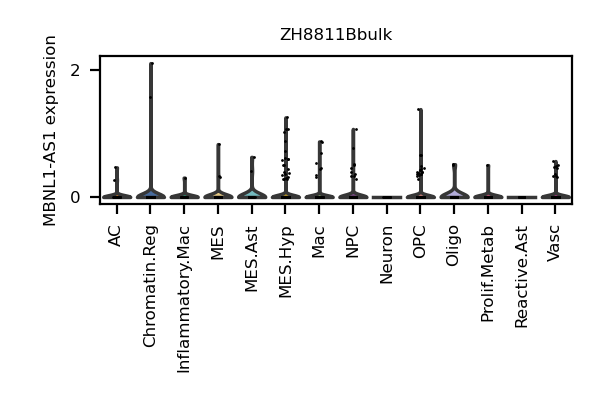 ZH8811Bbulk
MBNL1-AS1 expression
2
0
AC
Chromatin.Reg
Inflammatory.Mac
MES
MES.Ast
MES.Hyp
Mac
NPC
Neuron
OPC
Oligo
Prolif.Metab
Reactive.Ast
Vasc